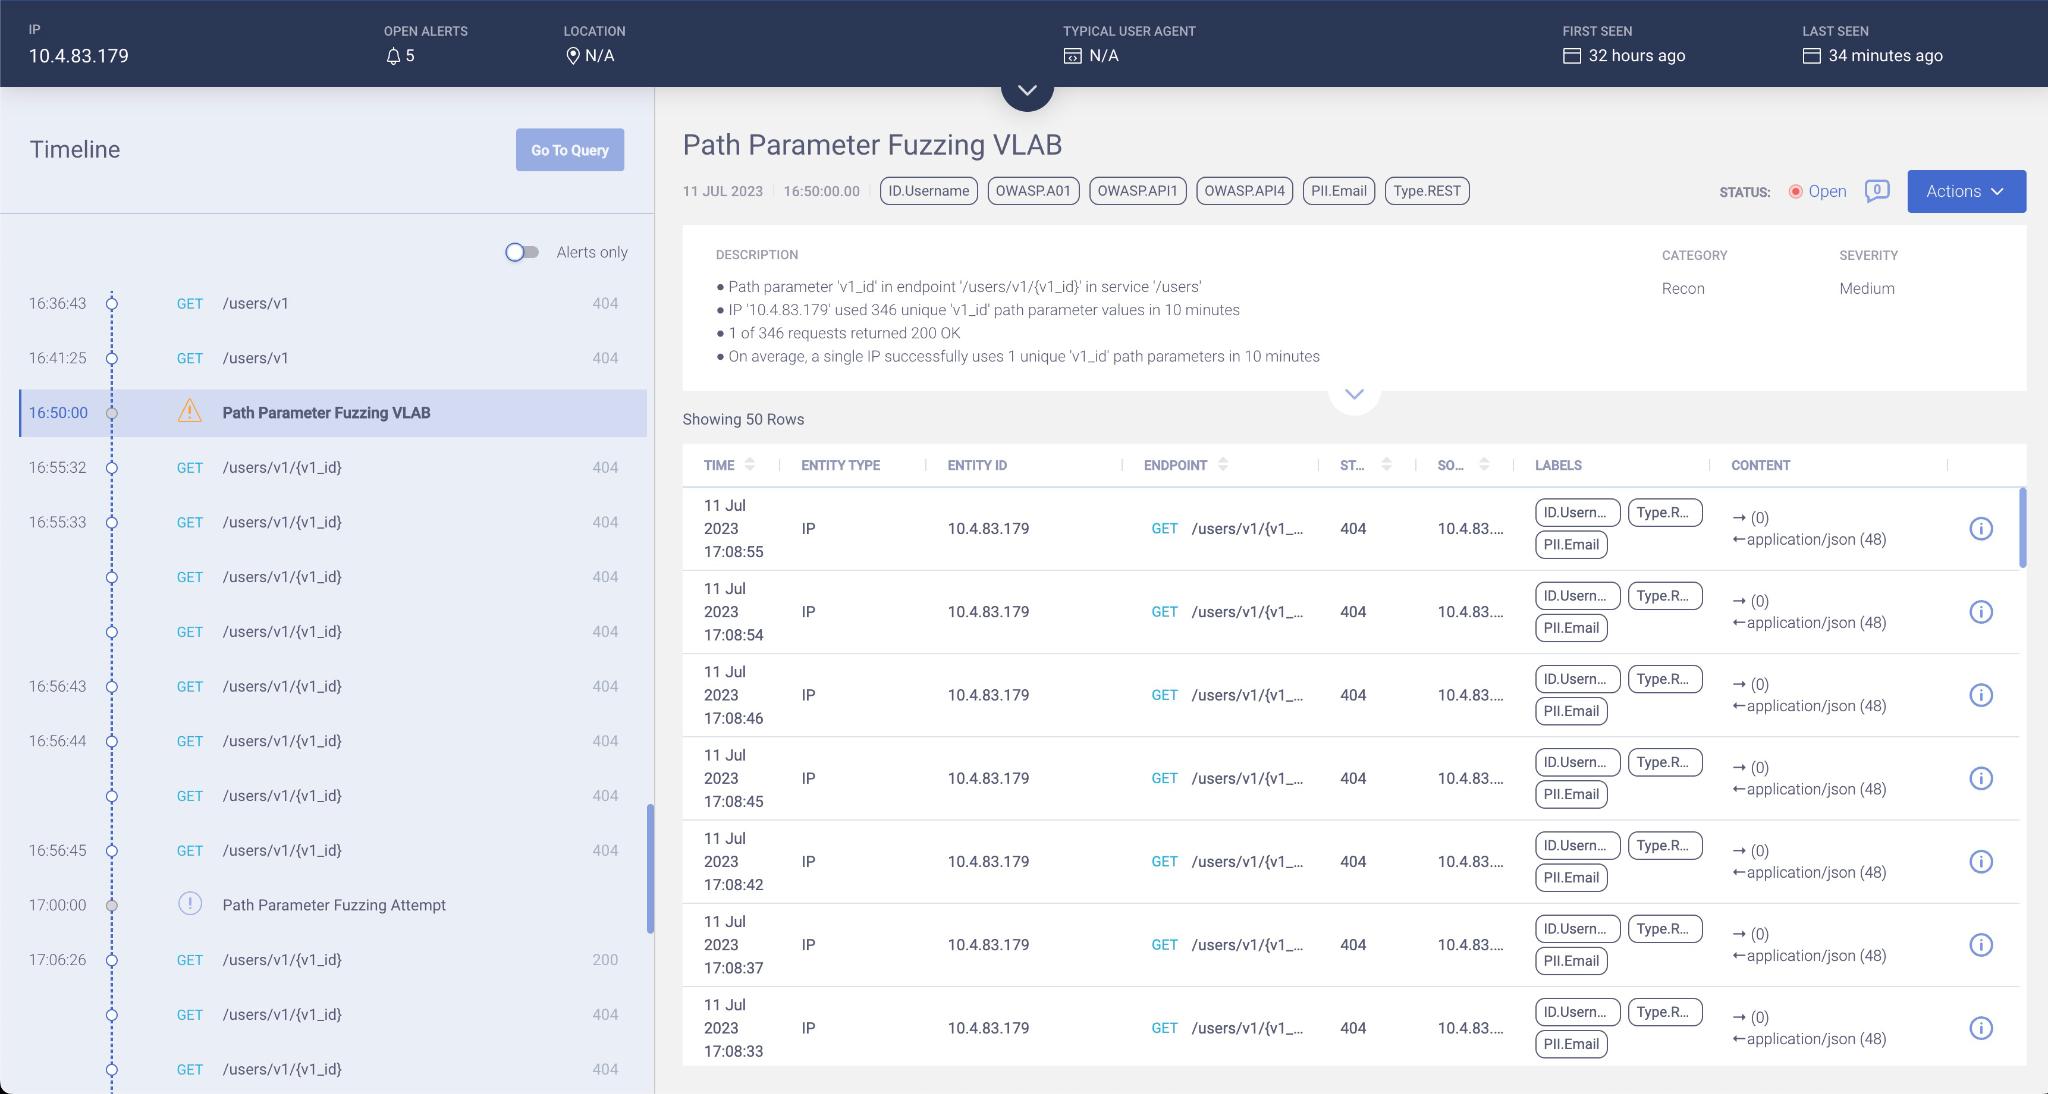 IP
10.4.83.179
OPEN ALERTS
5
LOCATION
N/A
TYPICAL USER AGENT
N/A
FIRST SEEN
32 hours ago
LAST SEEN
34 minutes ago
Timeline
Go To Query
Alerts only
16:36:43 GET /users/v1 404
16:41:25 GET /users/v1 404
16:50:00 Path Parameter Fuzzing VLAB
16:55:32 GET /users/v1/{v1_id} 404
16:55:33 GET /users/v1/{v1_id} 404
GET /users/v1/{v1_id} 404
GET /users/v1/{v1_id} 404
16:56:43 GET /users/v1/{v1_id} 404
16:56:44 GET /users/v1/{v1_id} 404
GET /users/v1/{v1_id} 404
16:56:45 GET /users/v1/{v1_id} 404
17:00:00 Path Parameter Fuzzing Attempt
17:06:26 GET /users/v1/{v1_id} 200
GET /users/v1/{v1_id} 404
GET /users/v1/{v1_id} 404
Path Parameter Fuzzing VLAB
11 JUL 2023 16:50:00.00 ID.Username OWASP.A01 OWASP.API1 OWASP.API4 PII.Email Type.REST
STATUS: Open 0 Actions
DESCRIPTION
● Path parameter 'v1_id' in endpoint '/users/v1/{v1_id}' in service '/users'
● IP '10.4.83.179' used 346 unique 'v1_id' path parameter values in 10 minutes
● 1 of 346 requests returned 200 OK
● On average, a single IP successfully uses 1 unique 'v1_id' path parameters in 10 minutes
CATEGORY
Recon
SEVERITY
Medium
Showing 50 Rows
TIME ENTITY TYPE ENTITY ID ENDPOINT ST... SO... LABELS CONTENT
11 Jul
2023
17:08:55
IP 10.4.83.179 GET /users/v1/{v1_... 404 10.4.83....
ID.Usern... Type.R...
PII.Email
→ (0)
←application/json (48)
11 Jul
2023
17:08:54
IP 10.4.83.179 GET /users/v1/{v1_... 404 10.4.83....
ID.Usern... Type.R...
PII.Email
→ (0)
←application/json (48)
11 Jul
2023
17:08:46
IP 10.4.83.179 GET /users/v1/{v1_... 404 10.4.83....
ID.Usern... Type.R...
PII.Email
→ (0)
←application/json (48)
11 Jul
2023
17:08:45
IP 10.4.83.179 GET /users/v1/{v1_... 404 10.4.83....
ID.Usern... Type.R...
PII.Email
→ (0)
←application/json (48)
11 Jul
2023
17:08:42
IP 10.4.83.179 GET /users/v1/{v1_... 404 10.4.83....
ID.Usern... Type.R...
PII.Email
→ (0)
←application/json (48)
11 Jul
2023
17:08:37
IP 10.4.83.179 GET /users/v1/{v1_... 404 10.4.83....
ID.Usern... Type.R...
PII.Email
→ (0)
←application/json (48)
11 Jul
2023
17:08:33
IP 10.4.83.179 GET /users/v1/{v1_... 404 10.4.83....
ID.Usern... Type.R...
PII.Email
→ (0)
←application/json (48)